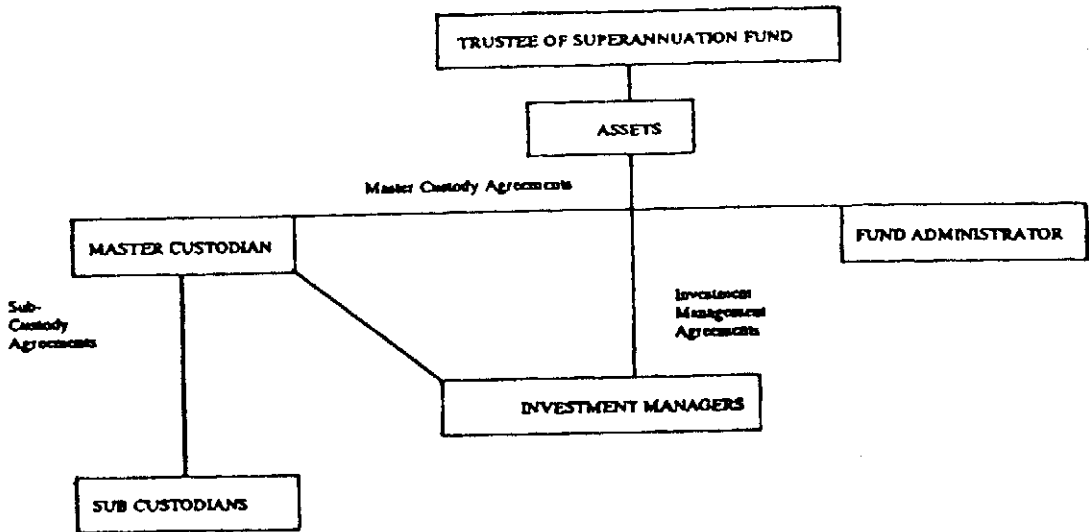 TRUSTEE OF SUPERANNUATION FUND
ASSETS
Master Custody Agreements
MASTER CUSTODIAN
FUND ADMINISTRATOR
Sub-
Custody
Agreements
Investment
Management
Agreements
INVESTMENT MANAGERS
SUB CUSTODIANS